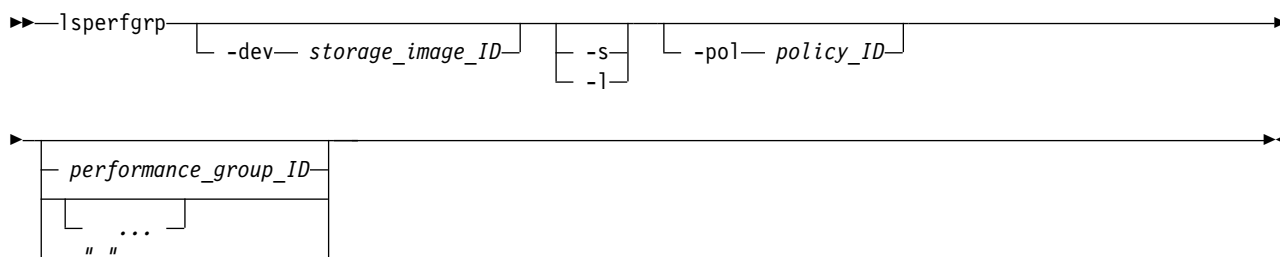 lsperfgrp
-dev storage_image_ID -s -pol policy_ID
-l
performance_group_ID
...
" "